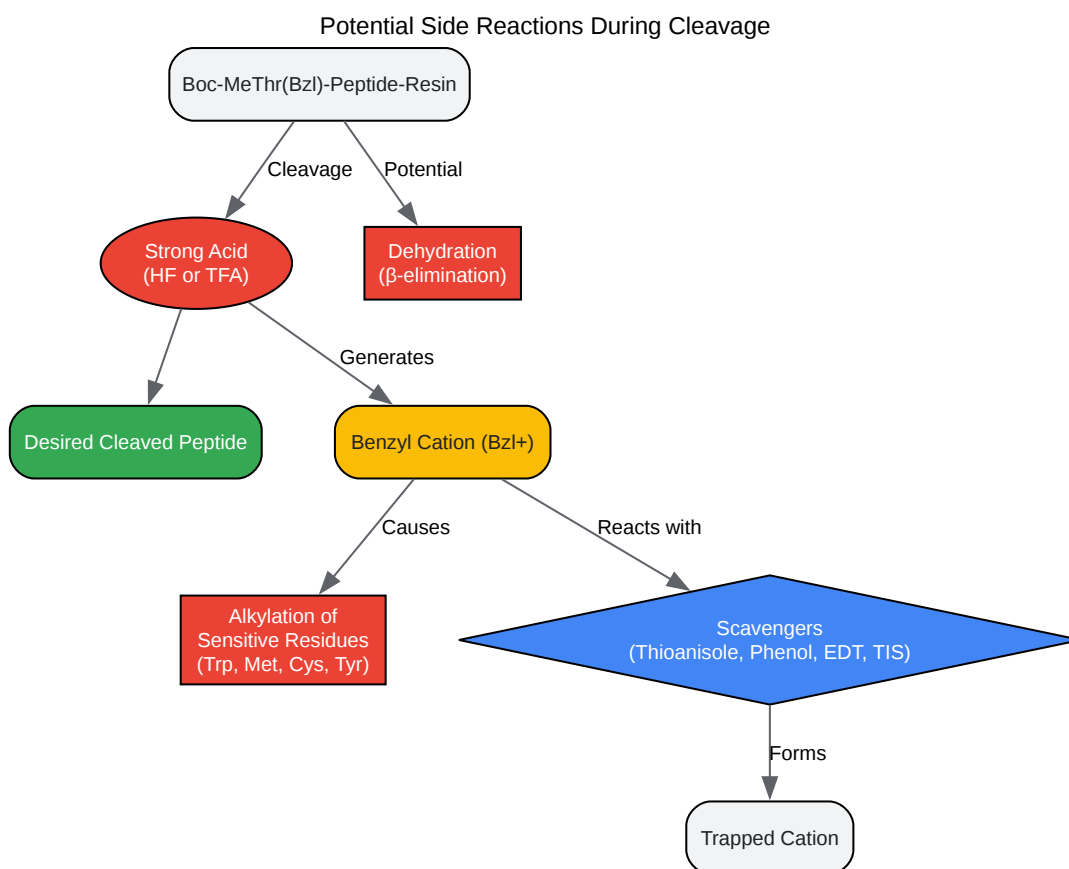 Potential Side Reactions During Cleavage
Boc-MeThr(Bzl)-Peptide-Resin
Cleavage
Potential
Strong Acid
(HF or TFA)
Dehydration
(β-elimination)
Generates
Desired Cleaved Peptide
Benzyl Cation (Bzl+)
Causes
Reacts with
Alkylation of
Sensitive Residues
(Trp, Met, Cys, Tyr)
Scavengers
(Thioanisole, Phenol, EDT, TIS)
Forms
Trapped Cation